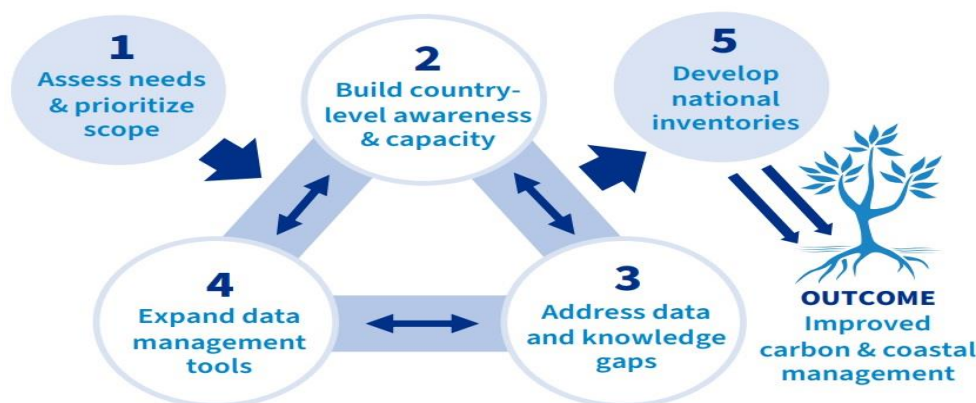 1
Assess needs
& prioritize
scope
2
Build country-
level awareness
& capacity
5
Develop
national
inventories
4
Expand data
management
tools
3
Address data
and knowledge
gaps
OUTCOME
Improved
carbon & coastal
management